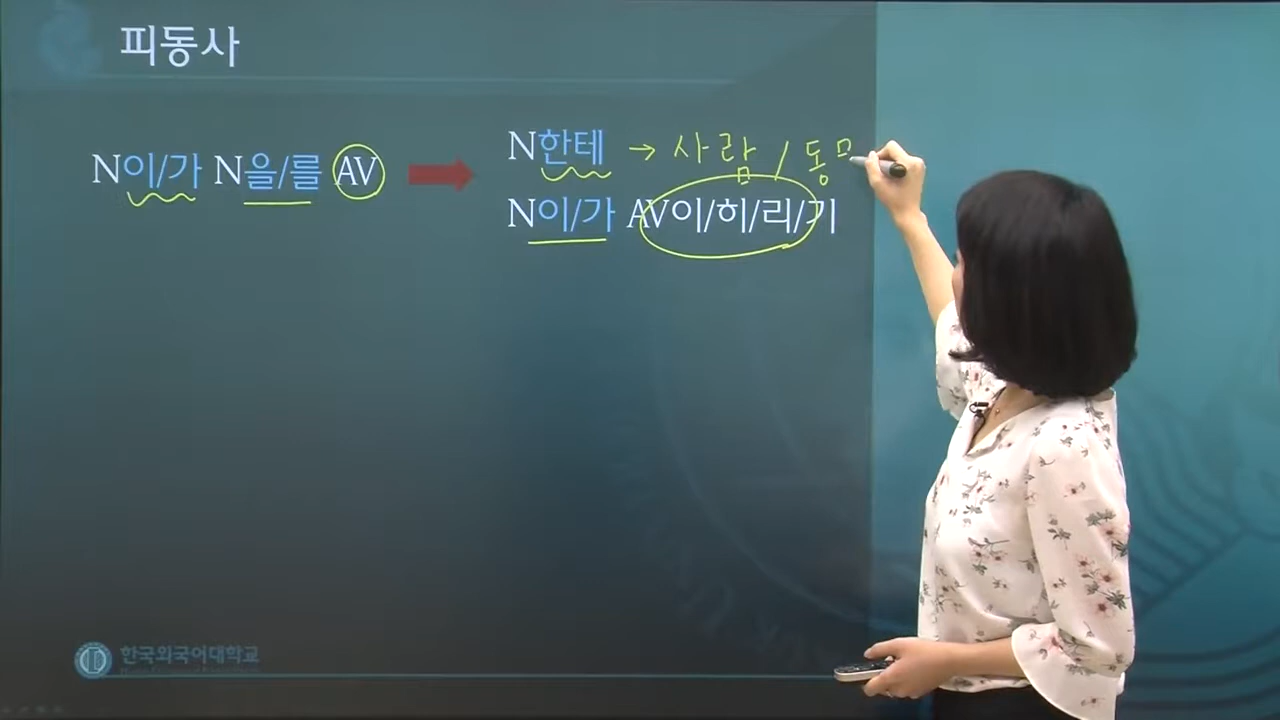 피동사
N이/가 N을/를 AV
N한테 → 사람 / 동
N이/가 AV이/히/리/기
한국외국어대학교